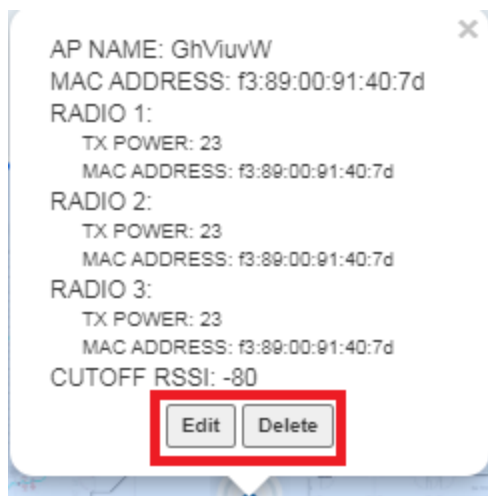 ×
AP NAME: GhViuvW
MAC ADDRESS: f3:89:00:91:40:7d
RADIO 1:
TX POWER: 23
MAC ADDRESS: f3:89:00:91:40:7d
RADIO 2:
TX POWER: 23
MAC ADDRESS: f3:89:00:91:40:7d
RADIO 3:
TX POWER: 23
MAC ADDRESS: f3:89:00:91:40:7d
CUTOFF RSSI: -80
Edit Delete